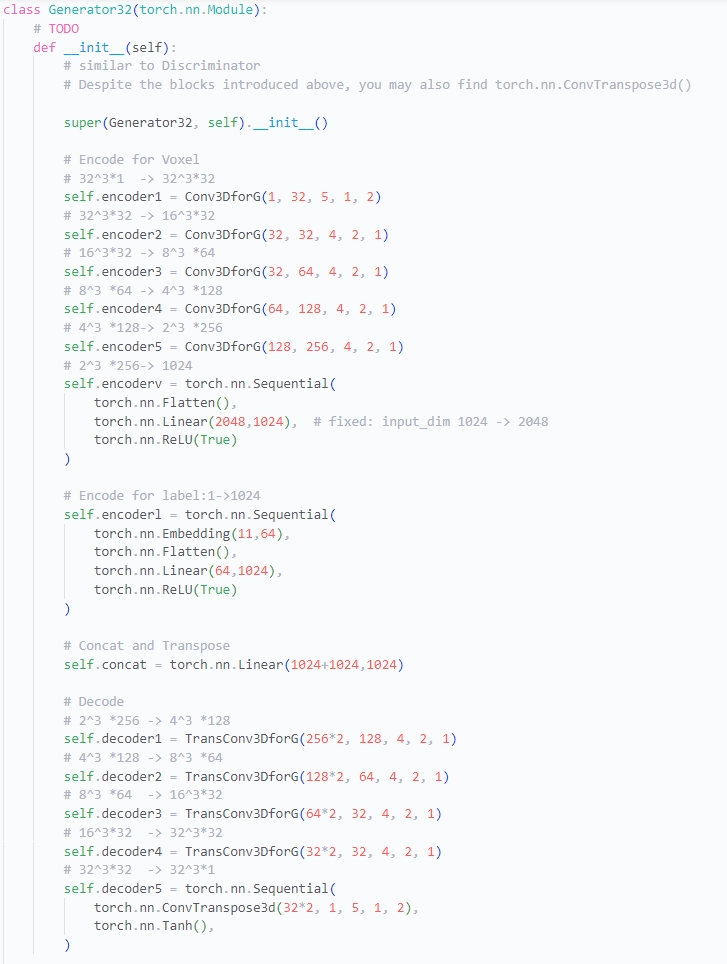 class Generator32(torch.nn.Module):
    # TODO
    def __init__(self):
        # similar to Discriminator
        # Despite the blocks introduced above, you may also find torch.nn.ConvTranspose3d()

        super(Generator32, self).__init__()

        # Encode for Voxel
        # 32^3*1  -> 32^3*32
        self.encoder1 = Conv3DforG(1, 32, 5, 1, 2)
        # 32^3*32 -> 16^3*32
        self.encoder2 = Conv3DforG(32, 32, 4, 2, 1)
        # 16^3*32 -> 8^3 *64
        self.encoder3 = Conv3DforG(32, 64, 4, 2, 1)
        # 8^3 *64 -> 4^3 *128
        self.encoder4 = Conv3DforG(64, 128, 4, 2, 1)
        # 4^3 *128-> 2^3 *256
        self.encoder5 = Conv3DforG(128, 256, 4, 2, 1)
        # 2^3 *256-> 1024
        self.encoderv = torch.nn.Sequential(
            torch.nn.Flatten(),
            torch.nn.Linear(2048,1024),  # fixed: input_dim 1024 -> 2048
            torch.nn.ReLU(True)
        )

        # Encode for label:1->1024
        self.encoderl = torch.nn.Sequential(
            torch.nn.Embedding(11,64),
            torch.nn.Flatten(),
            torch.nn.Linear(64,1024),
            torch.nn.ReLU(True)
        )

        # Concat and Transpose
        self.concat = torch.nn.Linear(1024+1024,1024)

        # Decode
        # 2^3 *256 -> 4^3 *128
        self.decoder1 = TransConv3DforG(256*2, 128, 4, 2, 1)
        # 4^3 *128 -> 8^3 *64
        self.decoder2 = TransConv3DforG(128*2, 64, 4, 2, 1)
        # 8^3 *64  -> 16^3*32
        self.decoder3 = TransConv3DforG(64*2, 32, 4, 2, 1)
        # 16^3*32  -> 32^3*32
        self.decoder4 = TransConv3DforG(32*2, 32, 4, 2, 1)
        # 32^3*32  -> 32^3*1
        self.decoder5 = torch.nn.Sequential(
            torch.nn.ConvTranspose3d(32*2, 1, 5, 1, 2),
            torch.nn.Tanh(),
        )